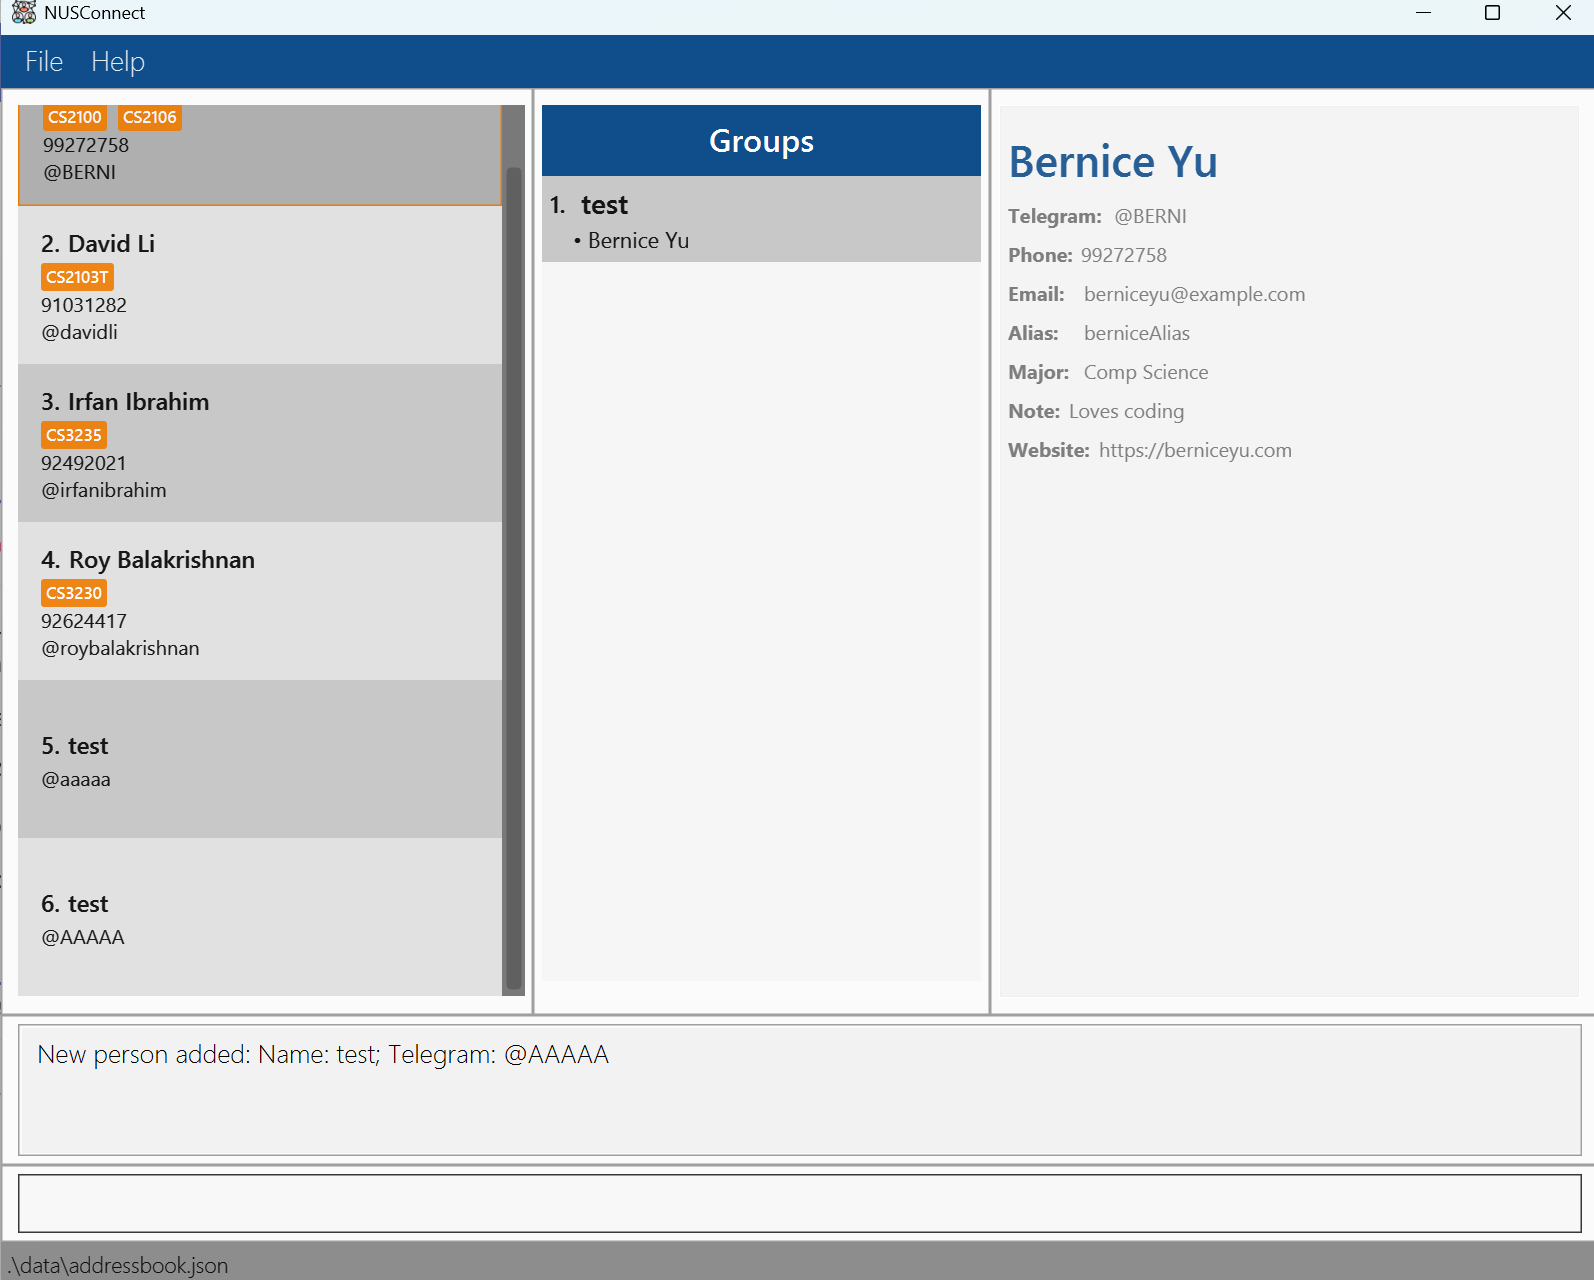 NUSConnect
File Help
CS2100 CS2106
99272758
@BERNI
2. David Li
CS2103T
91031282
@davidli
3. Irfan Ibrahim
CS3235
92492021
@irfanibrahim
4. Roy Balakrishnan
CS3230
92624417
@roybalakrishnan
5. test
@aaaaa
6. test
@AAAAA
Groups
1. test
• Bernice Yu
Bernice Yu
Telegram: @BERNI
Phone: 99272758
Email: berniceyu@example.com
Alias: berniceAlias
Major: Comp Science
Note: Loves coding
Website: https://berniceyu.com
New person added: Name: test; Telegram: @AAAAA
.\data\addressbook.json